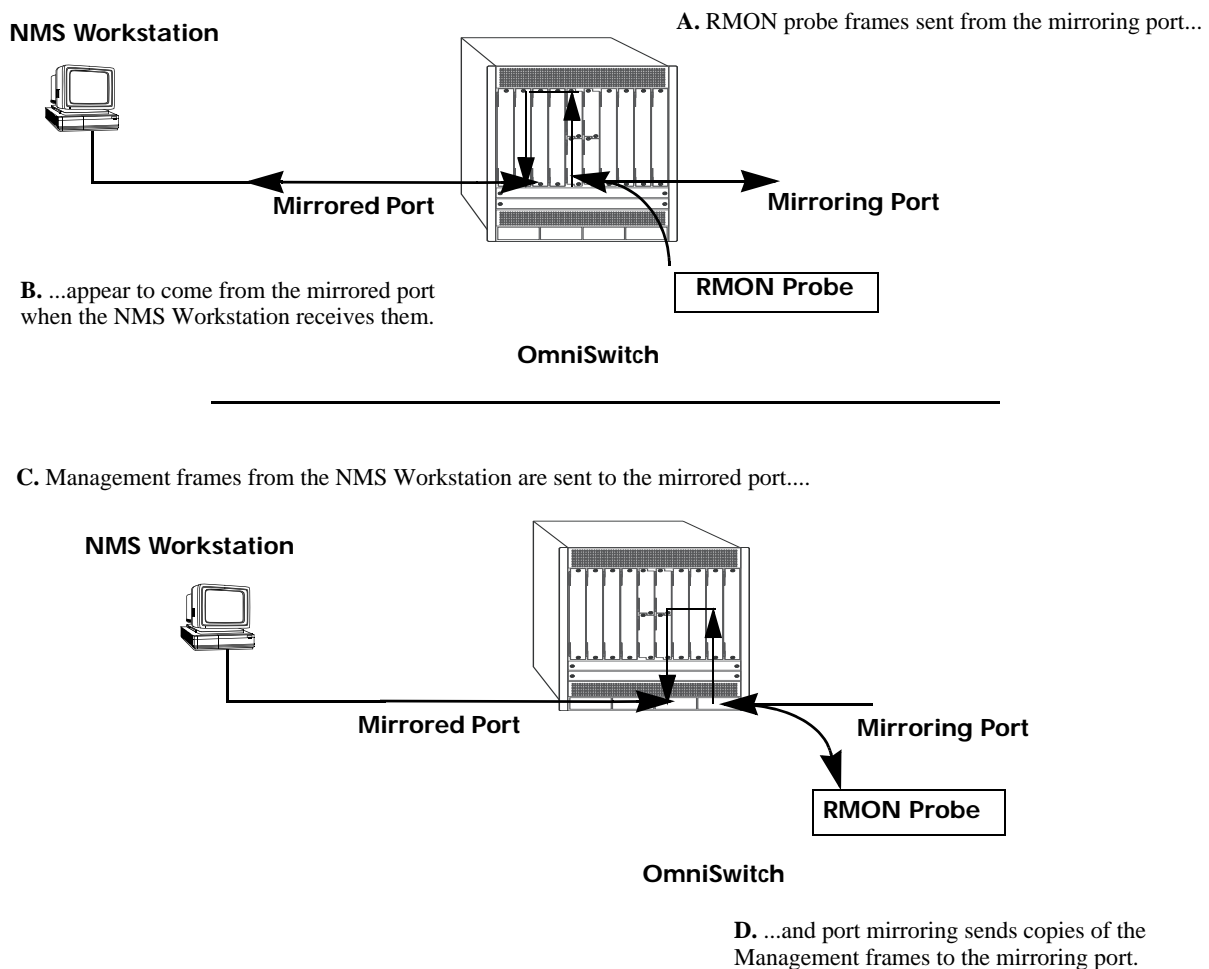 A. RMON probe frames sent from the mirroring port...
NMS Workstation
Mirrored Port
Mirroring Port
B. ...appear to come from the mirrored port
when the NMS Workstation receives them.
RMON Probe
OmniSwitch
C. Management frames from the NMS Workstation are sent to the mirrored port....
NMS Workstation
Mirrored Port
Mirroring Port
RMON Probe
OmniSwitch
D. ...and port mirroring sends copies of the
Management frames to the mirroring port.